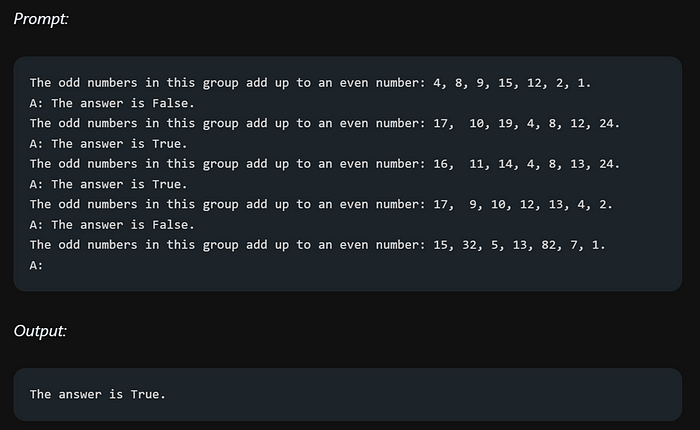 Prompt:
The odd numbers in this group add up to an even number: 4, 8, 9, 15, 12, 2, 1.
A: The answer is False.
The odd numbers in this group add up to an even number: 17,  10, 19, 4, 8, 12, 24.
A: The answer is True.
The odd numbers in this group add up to an even number: 16,  11, 14, 4, 8, 13, 24.
A: The answer is True.
The odd numbers in this group add up to an even number: 17,  9, 10, 12, 13, 4, 2.
A: The answer is False.
The odd numbers in this group add up to an even number: 15, 32, 5, 13, 82, 7, 1.
A:
Output:
The answer is True.